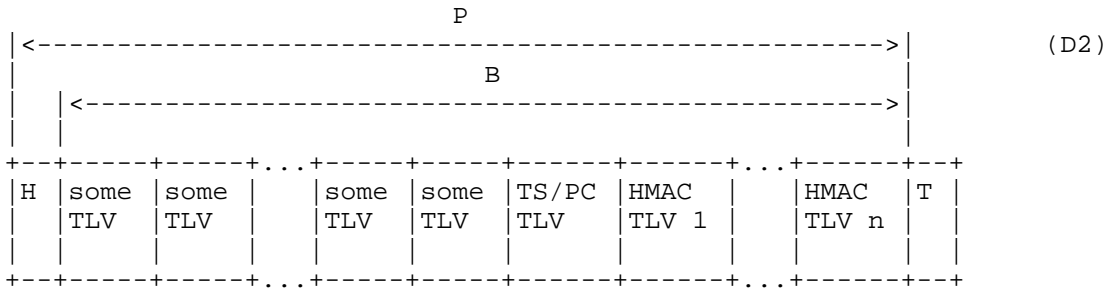 P
|<----------------------------------------------------->|        (D2)
|                                                       |
|                            B                          |
|  |<-------------------------------------------------->|
|  |                                                    |
+--+-----+-----+...+-----+-----+-----+------+...+------+--+
|H |some |some |   |some |some |TS/PC|HMAC  |   |HMAC  |T |
|  |TLV  |TLV  |   |TLV  |TLV  |TLV  |TLV 1 |   |TLV n |  |
|  |     |     |   |     |     |     |      |   |      |  |
+--+-----+-----+...+-----+-----+-----+------+...+------+--+